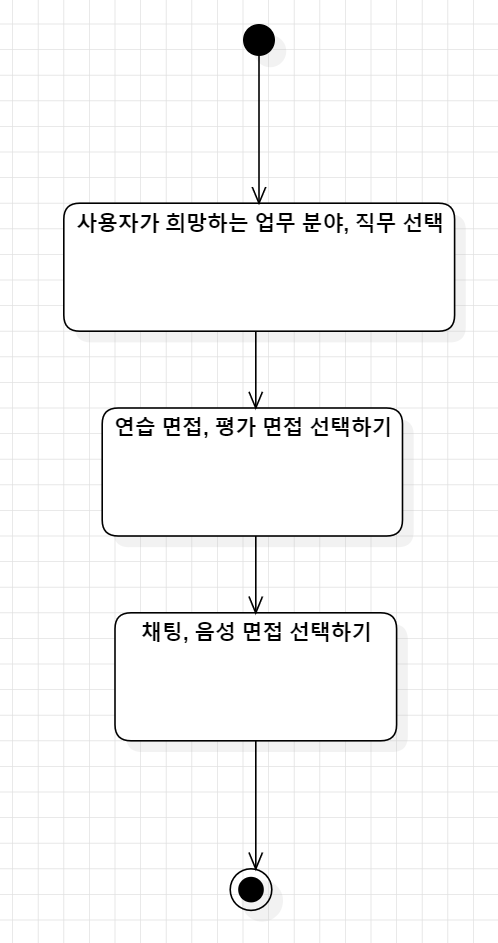 사용자가 희망하는 업무 분야, 직무 선택
연습 면접, 평가 면접 선택하기
채팅, 음성 면접 선택하기